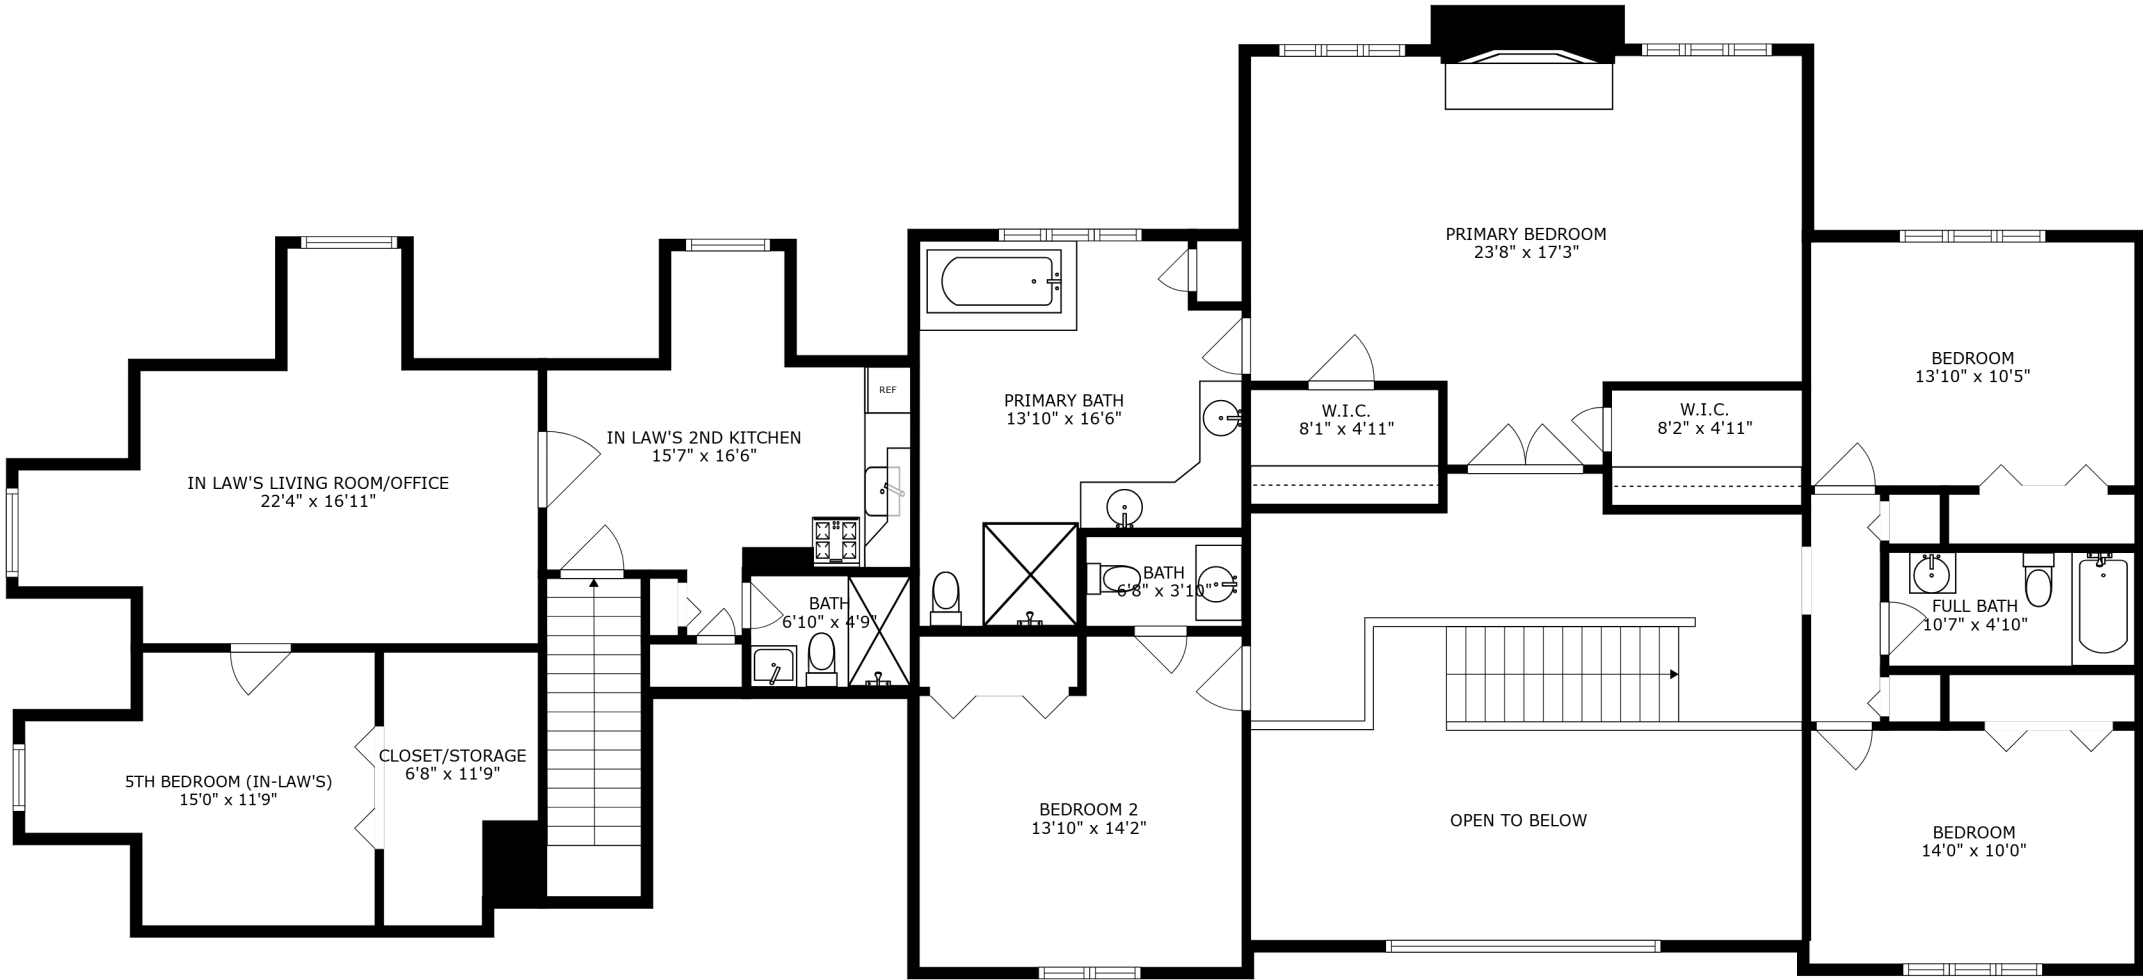 PRIMARY BEDROOM
23'8" x 17'3"
BEDROOM
13'10" x 10'5"
REF
PRIMARY BATH
13'10" x 16'6"
W.I.C.
8'1" x 4'11"
W.I.C.
8'2" x 4'11"
IN LAW'S 2ND KITCHEN
15'7" x 16'6"
IN LAW'S LIVING ROOM/OFFICE
22'4" x 16'11"
BATH
6'8" x 3'10"
BATH
6'10" x 4'9"
FULL BATH
10'7" x 4'10"
CLOSET/STORAGE
6'8" x 11'9"
5TH BEDROOM (IN-LAW'S)
15'0" x 11'9"
BEDROOM 2
13'10" x 14'2"
OPEN TO BELOW
BEDROOM
14'0" x 10'0"